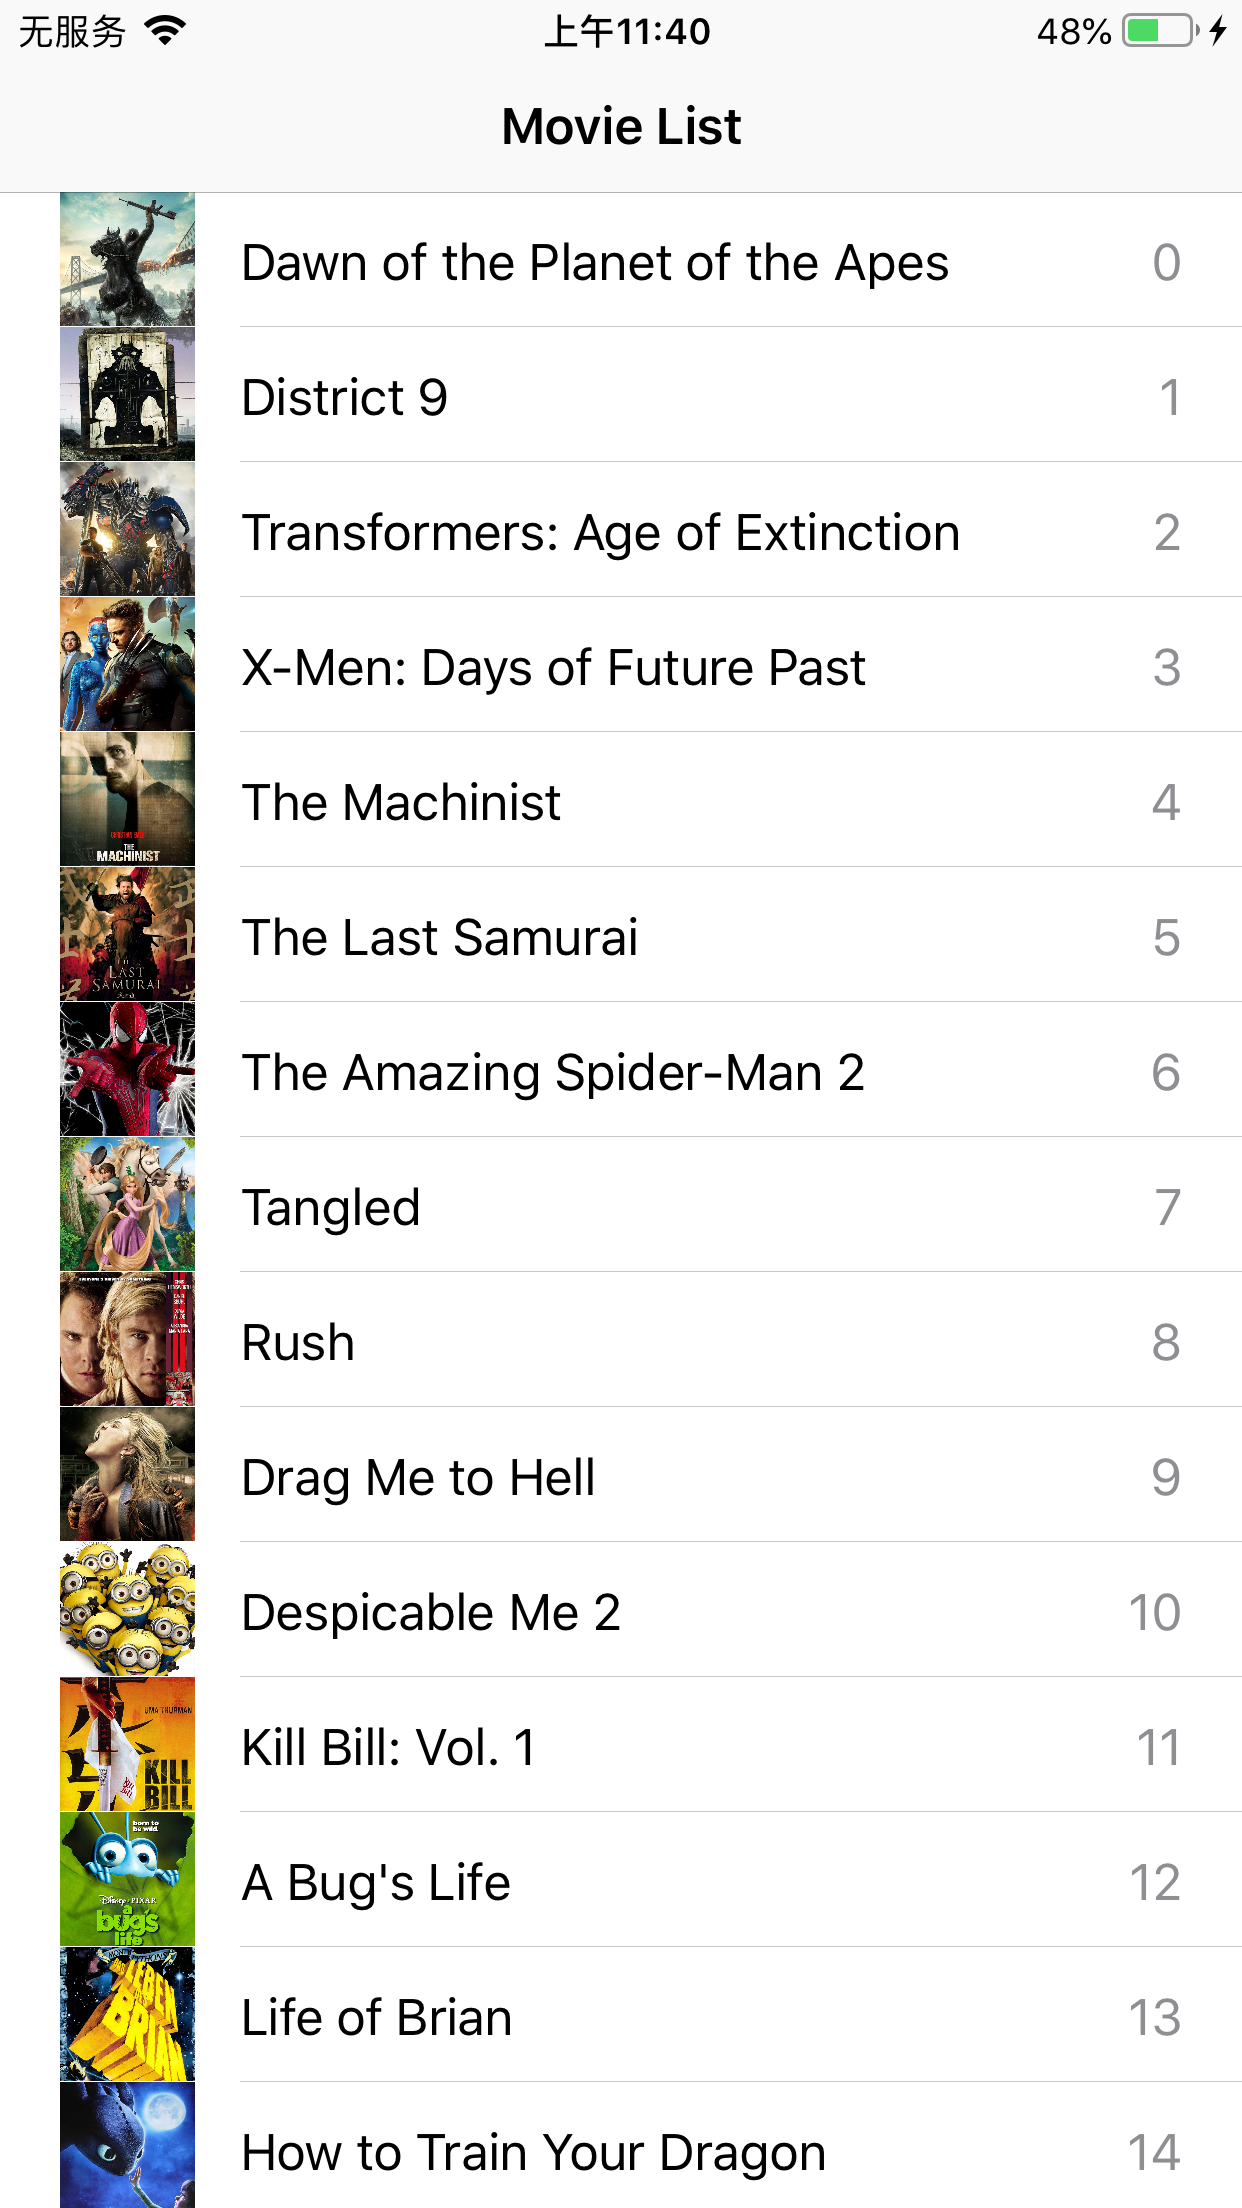 无服务 上午11:40 48%
Movie List
Dawn of the Planet of the Apes 0
District 9 1
Transformers: Age of Extinction 2
X-Men: Days of Future Past 3
The Machinist 4
THE
MACHINIST
The Last Samurai 5
LAST
SAMURAI
The Amazing Spider-Man 2 6
Tangled 7
Rush 8
Drag Me to Hell 9
Despicable Me 2 10
Kill Bill: Vol. 1 11
UMA THURMAN
KILL
BILL
A Bug's Life 12
born to
be wild.
Disney·PIXAR
a
bug's
life
Life of Brian 13
LEBEN
BRIAN
How to Train Your Dragon 14